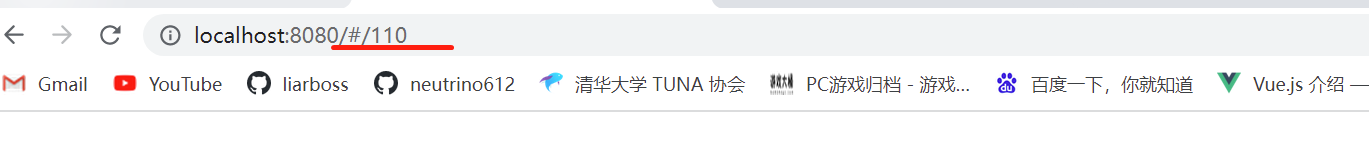 localhost:8080/#/110
Gmail YouTube liarboss neutrino612 清华大学 TUNA 协会 PC游戏归档 - 游戏... 百度一下，你就知道 Vue.js 介绍 —